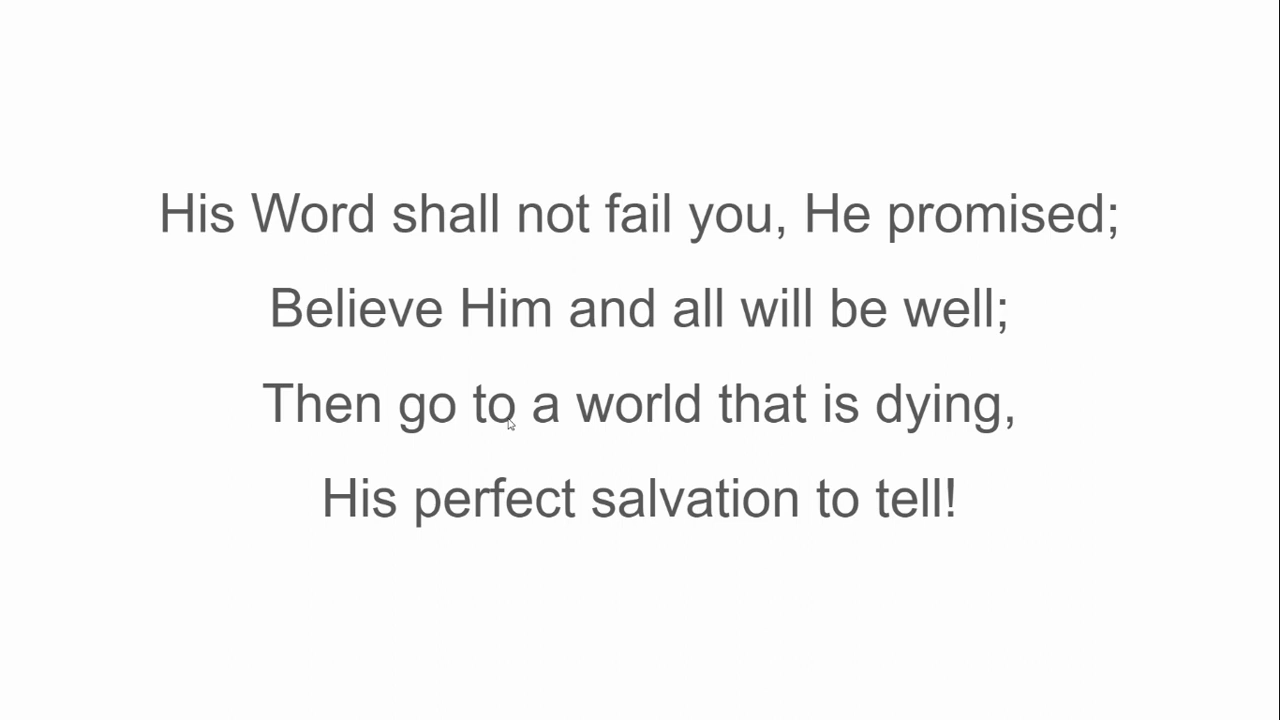 His Word shall not fail you, He promised;
Believe Him and all will be well;
Then go to a world that is dying,
His perfect salvation to tell!